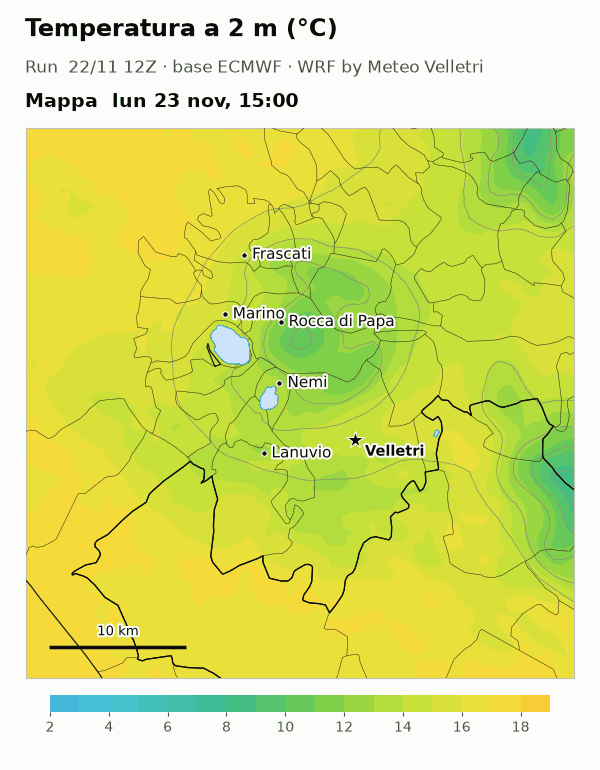 Temperatura a 2 m (°C)
Run 22/11 12Z · base ECMWF · WRF by Meteo Velletri
Mappa lun 23 nov, 15:00
Frascati
Marino
Rocca di Papa
Nemi
Velletri
Lanuvio
10 km
2 4 6 8 10 12 14 16 18